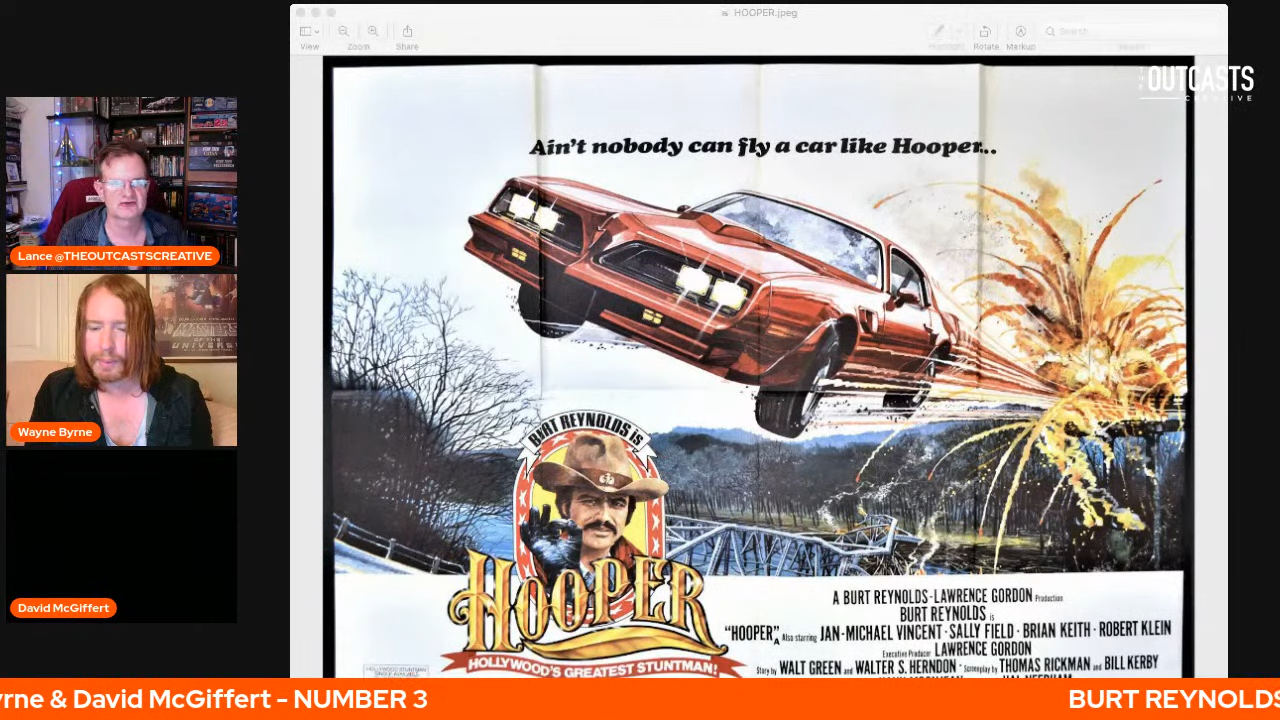 HOOPER.jpeg
View
Zoom
Share
Rotate
Markup
Search
THE
OUTCASTS
CREATIVE
Ain't nobody can fly a car like Hooper...
Lance @THEOUTCASTSCREATIVE
Wayne Byrne
David McGiffert
BURT REYNOLDS IS
HOOPER
HOLLYWOOD'S GREATEST STUNTMAN!
A BURT REYNOLDS-LAWRENCE GORDON Production
BURT REYNOLDS is
"HOOPER" Also starring JAN-MICHAEL VINCENT · SALLY FIELD · BRIAN KEITH · ROBERT KLEIN
Executive Producer LAWRENCE GORDON
Story by WALT GREEN and WALTER S. HERNDON · Screenplay by THOMAS RICKMAN and BILL KERBY
yrne & David McGiffert - NUMBER 3
BURT REYNOLDS